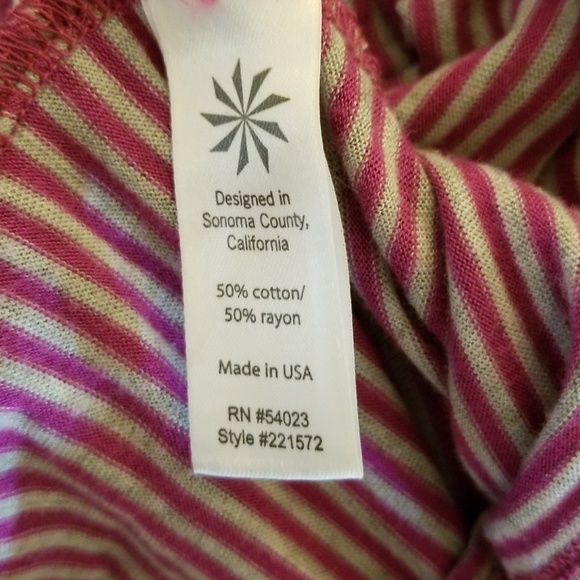 Designed in
Sonoma County,
California
50% cotton/
50% rayon
Made in USA
RN #54023
Style #221572